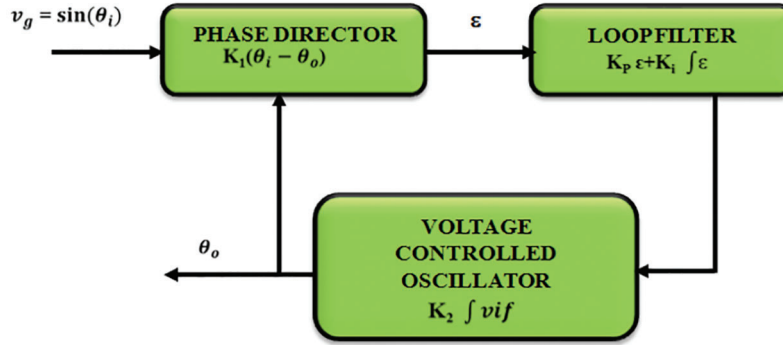 v_g = sin(θ_i)
PHASE DIRECTOR
K_1(θ_i − θ_o)
ε
LOOPFILTER
K_P ε+K_i ∫ε
VOLTAGE
CONTROLLED
OSCILLATOR
K_2 ∫ vif
θ_o